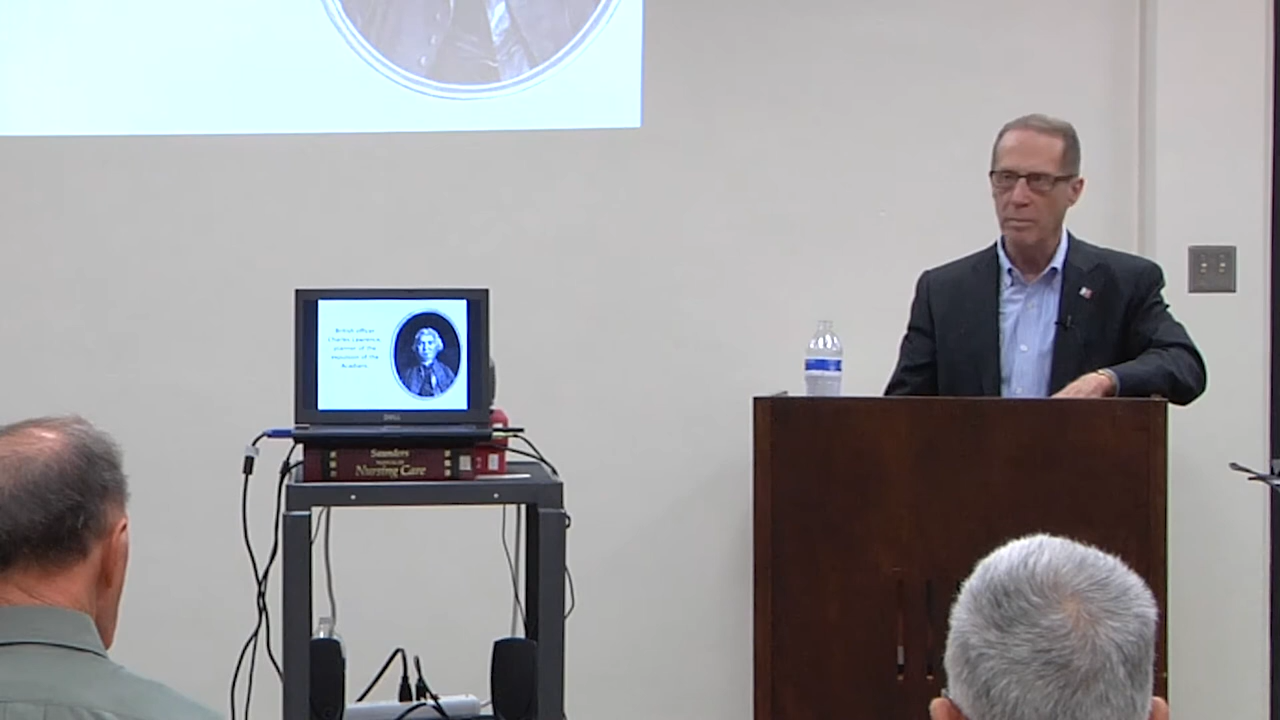 British officer
Charles Lawrence,
planner of the
expulsion of the
Acadians
DELL
Saunders
Nursing Care